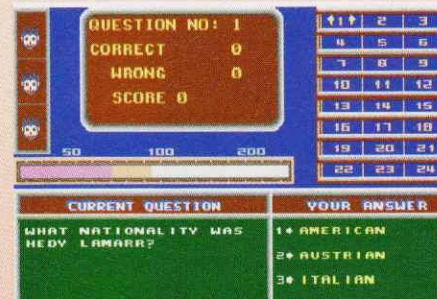 QUESTION NO: 1
CORRECT 0
WRONG 0
SCORE 0
1 2 3
4 5 6
7 8 9
10 11 12
13 14 15
16 17 18
19 20 21
22 23 24
50 100 200
CURRENT QUESTION
WHAT NATIONALITY WAS
HEDY LAMARR?
YOUR ANSWER
1 AMERICAN
2 AUSTRIAN
3 ITALIAN